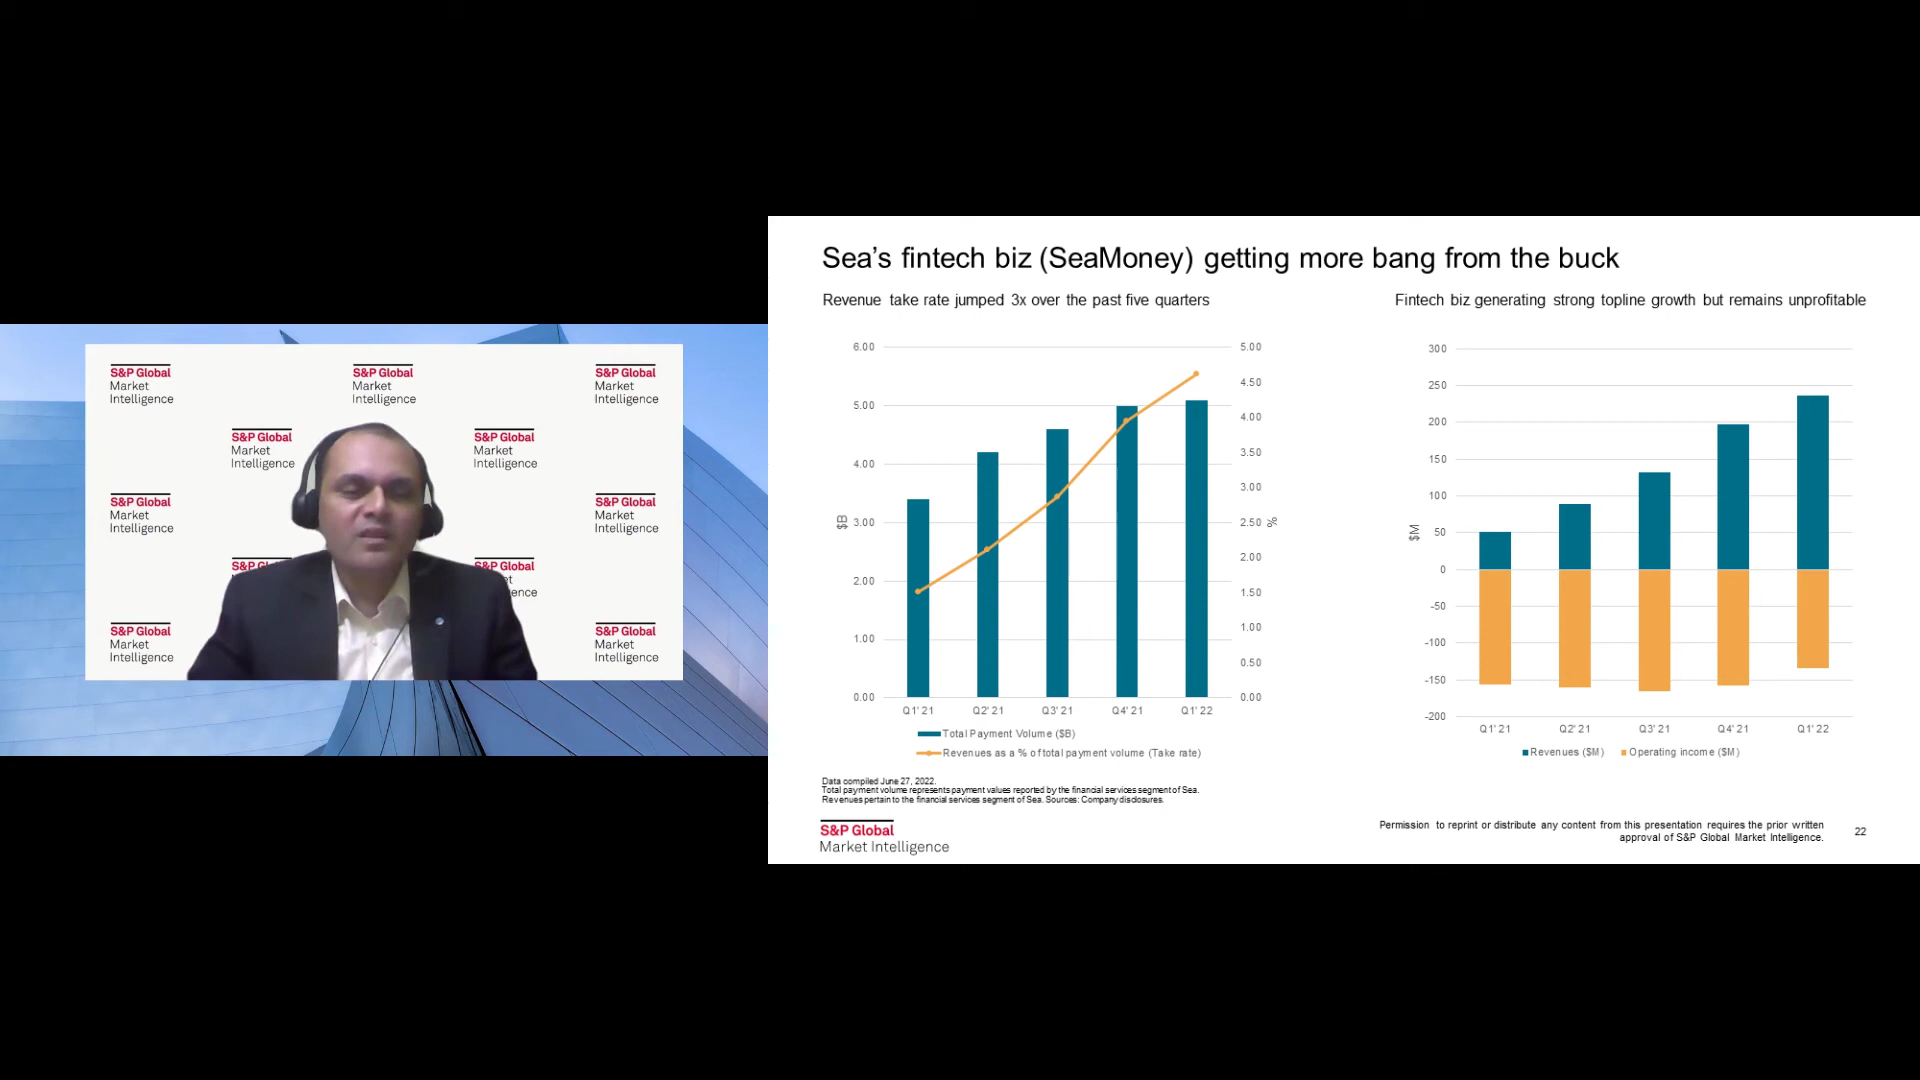 S&P Global
Market
Intelligence
S&P Global
Market
Intelligence
S&P Global
Market
Intelligence
S&P Global
Market
Intelligence
S&P Global
Market
Intelligence
S&P Global
Market
Intelligence
S&P Global
Market
Intelligence
S&P Global
Market
Intelligence
S&P Global
Market
Intelligence
Sea's fintech biz (SeaMoney) getting more bang from the buck
Revenue take rate jumped 3x over the past five quarters
6.00
5.00
4.00
3.00
2.00
1.00
0.00
$B
5.00
4.50
4.00
3.50
3.00
2.50
2.00
1.50
1.00
0.50
0.00
%
Q1' 21 Q2' 21 Q3' 21 Q4' 21 Q1' 22
Total Payment Volume ($B)
Revenues as a % of total payment volume (Take rate)
Fintech biz generating strong topline growth but remains unprofitable
300
250
200
150
100
50
0
-50
-100
-150
-200
$M
Q1' 21 Q2' 21 Q3' 21 Q4' 21 Q1' 22
Revenues ($M) Operating income ($M)
Data compiled June 27, 2022.
Total payment volume represents payment values reported by the financial services segment of Sea.
Revenues pertain to the financial services segment of Sea. Sources: Company disclosures.
S&P Global
Market Intelligence
Permission to reprint or distribute any content from this presentation requires the prior written
approval of S&P Global Market Intelligence.
22